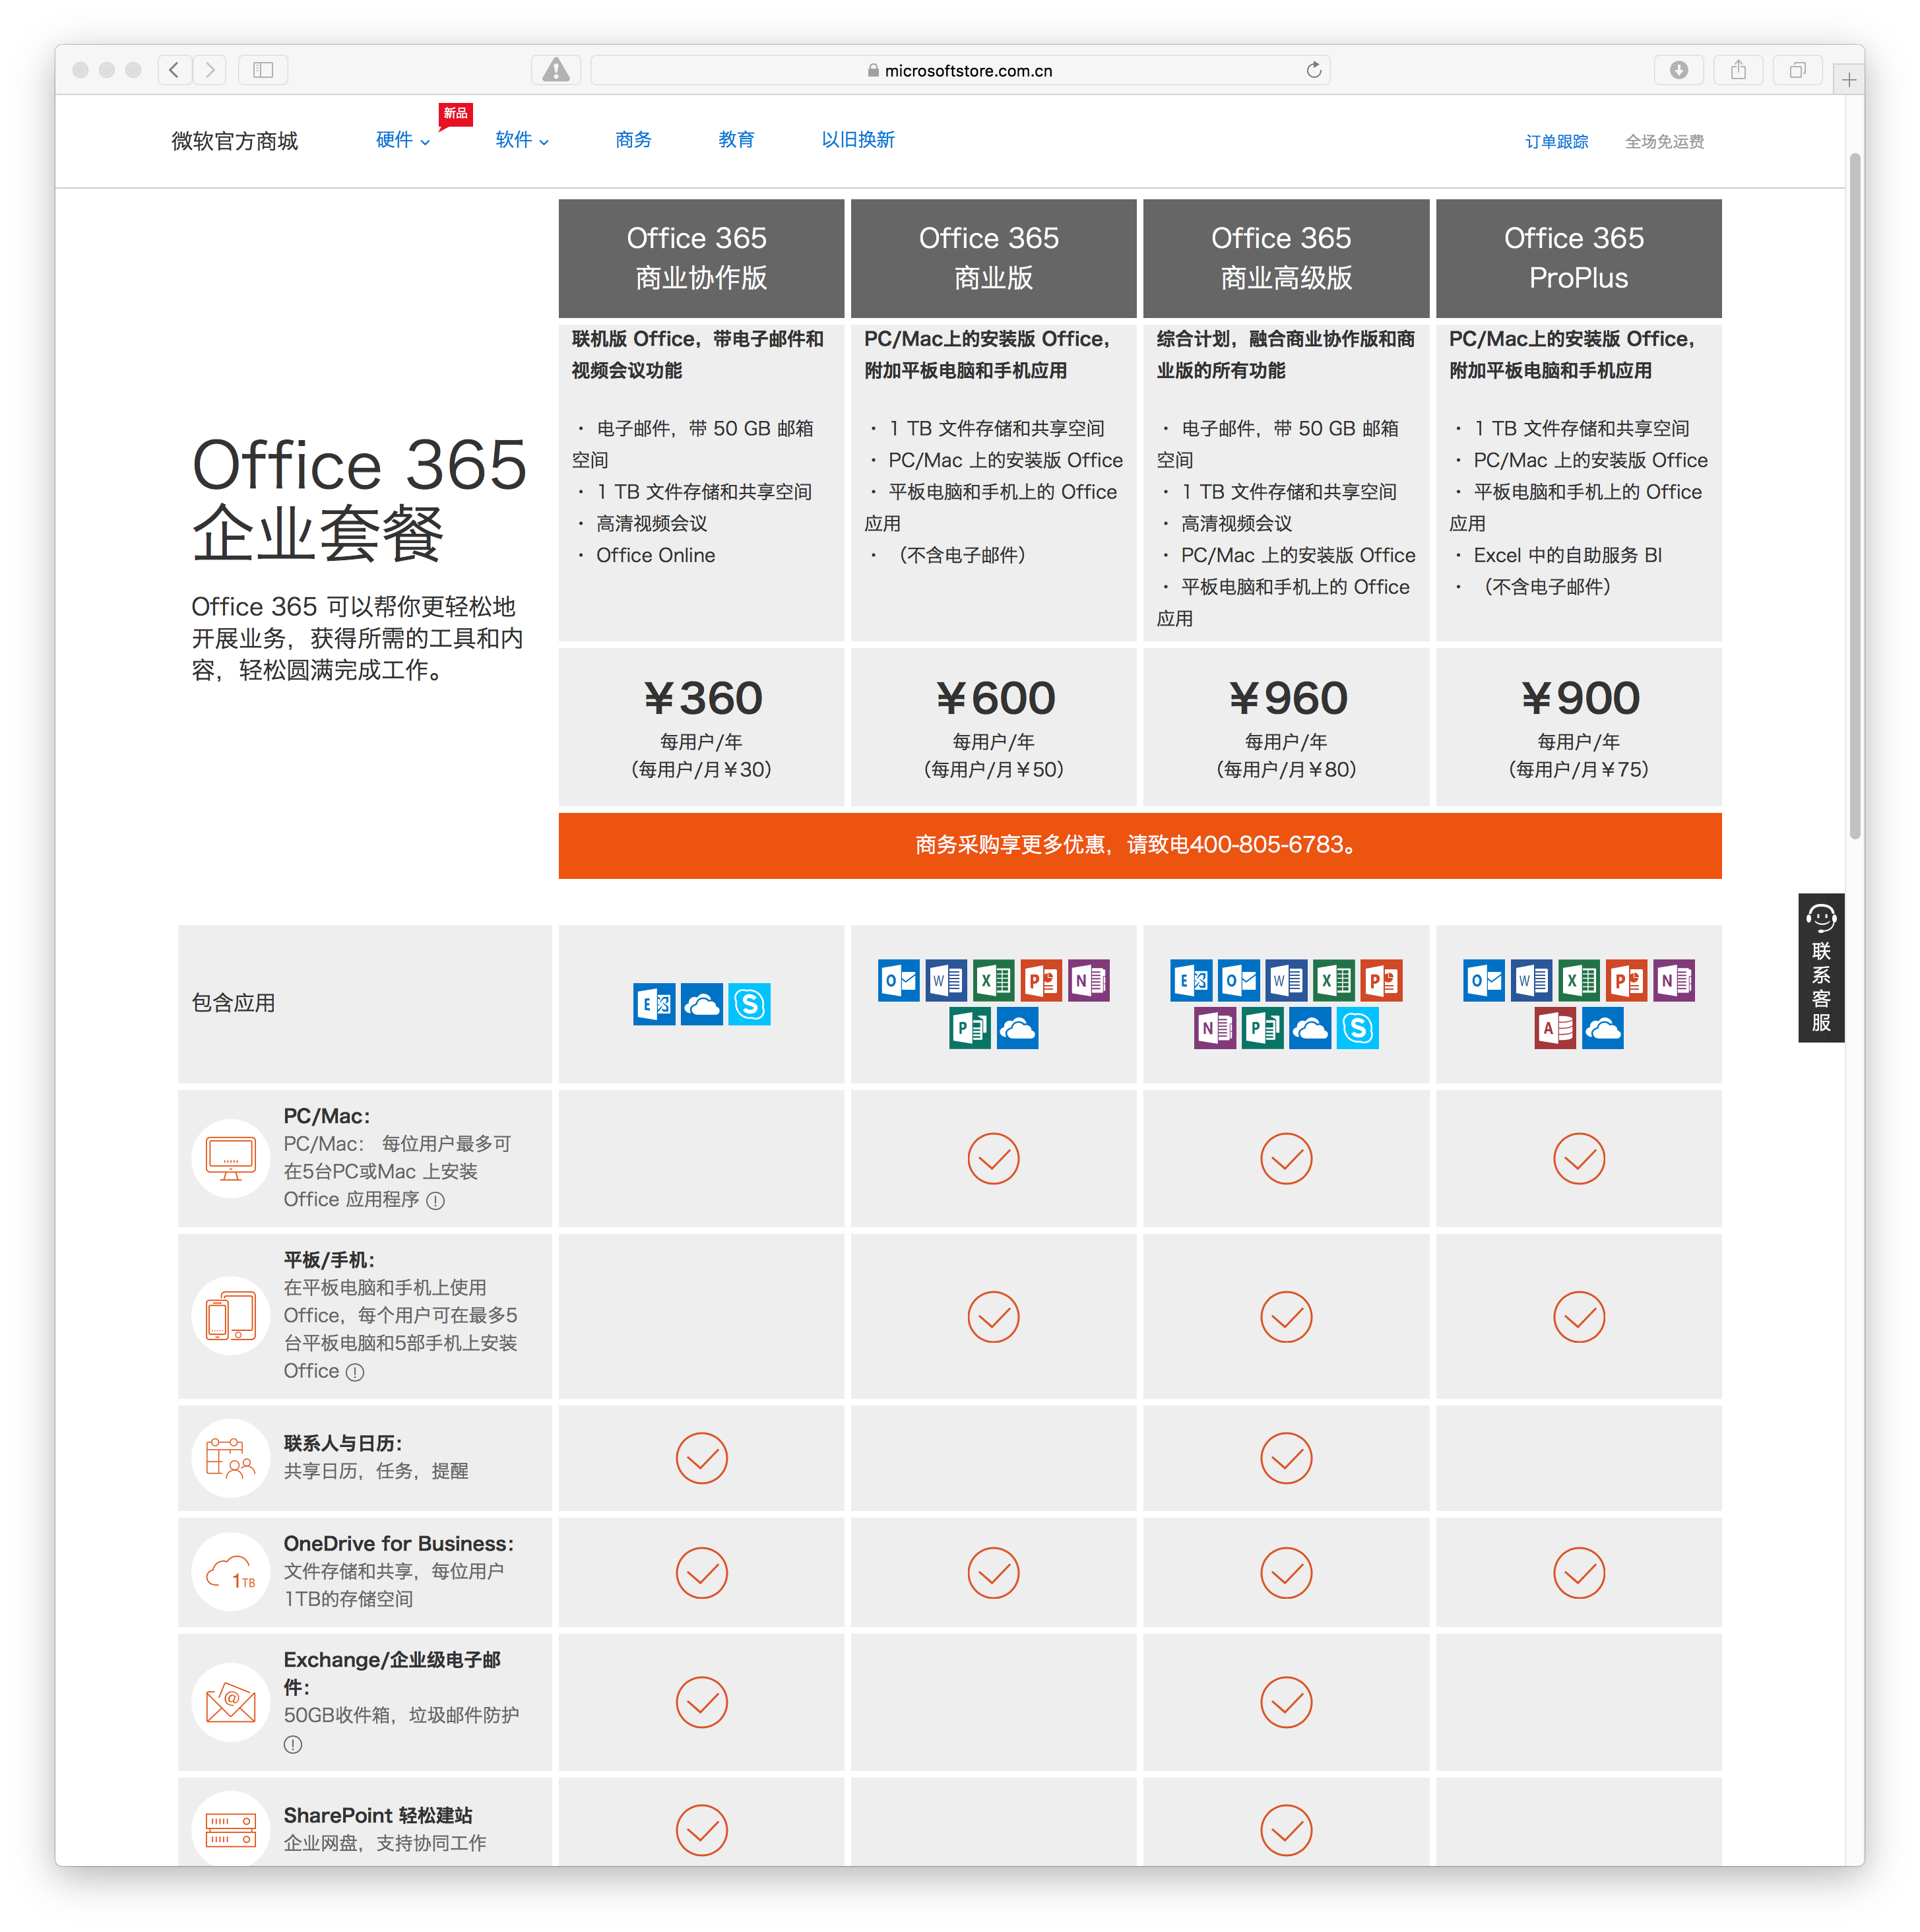 microsoftstore.com.cn
微软官方商城
硬件
新品
软件
商务
教育
以旧换新
订单跟踪
全场免运费
Office 365
企业套餐
Office 365 可以帮你更轻松地
开展业务，获得所需的工具和内
容，轻松圆满完成工作。
Office 365
商业协作版
联机版 Office，带电子邮件和
视频会议功能
· 电子邮件，带 50 GB 邮箱
空间
· 1 TB 文件存储和共享空间
· 高清视频会议
· Office Online
¥360
每用户/年
（每用户/月¥30）
Office 365
商业版
PC/Mac上的安装版 Office，
附加平板电脑和手机应用
· 1 TB 文件存储和共享空间
· PC/Mac 上的安装版 Office
· 平板电脑和手机上的 Office
应用
· （不含电子邮件）
¥600
每用户/年
（每用户/月¥50）
Office 365
商业高级版
综合计划，融合商业协作版和商
业版的所有功能
· 电子邮件，带 50 GB 邮箱
空间
· 1 TB 文件存储和共享空间
· 高清视频会议
· PC/Mac 上的安装版 Office
· 平板电脑和手机上的 Office
应用
¥960
每用户/年
（每用户/月¥80）
Office 365
ProPlus
PC/Mac上的安装版 Office，
附加平板电脑和手机应用
· 1 TB 文件存储和共享空间
· PC/Mac 上的安装版 Office
· 平板电脑和手机上的 Office
应用
· Excel 中的自助服务 BI
· （不含电子邮件）
¥900
每用户/年
（每用户/月¥75）
商务采购享更多优惠，请致电400-805-6783。
联系客服
包含应用
E S
O W X P N
P
E O W X P
N P S
O W X P N
A
PC/Mac：
PC/Mac： 每位用户最多可
在5台PC或Mac 上安装
Office 应用程序
平板/手机：
在平板电脑和手机上使用
Office，每个用户可在最多5
台平板电脑和5部手机上安装
Office
联系人与日历：
共享日历，任务，提醒
1TB
OneDrive for Business：
文件存储和共享，每位用户
1TB的存储空间
@
Exchange/企业级电子邮
件：
50GB收件箱，垃圾邮件防护
SharePoint 轻松建站
企业网盘，支持协同工作